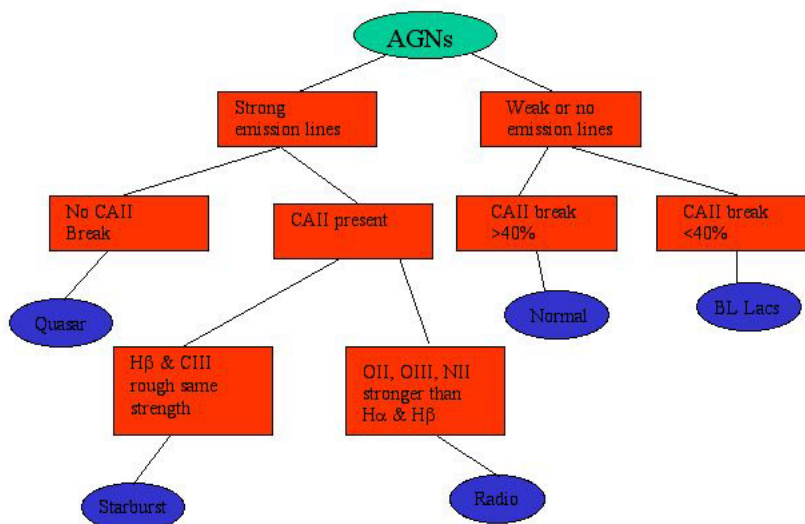 AGNs
Strong
emission lines
Weak or no
emission lines
No CAII
Break
CAII present
CAII break
>40%
CAII break
<40%
Quasar
Normal
BL Lacs
Hβ & CIII
rough same
strength
OII, OIII, NII
stronger than
Hα & Hβ
Starburst
Radio